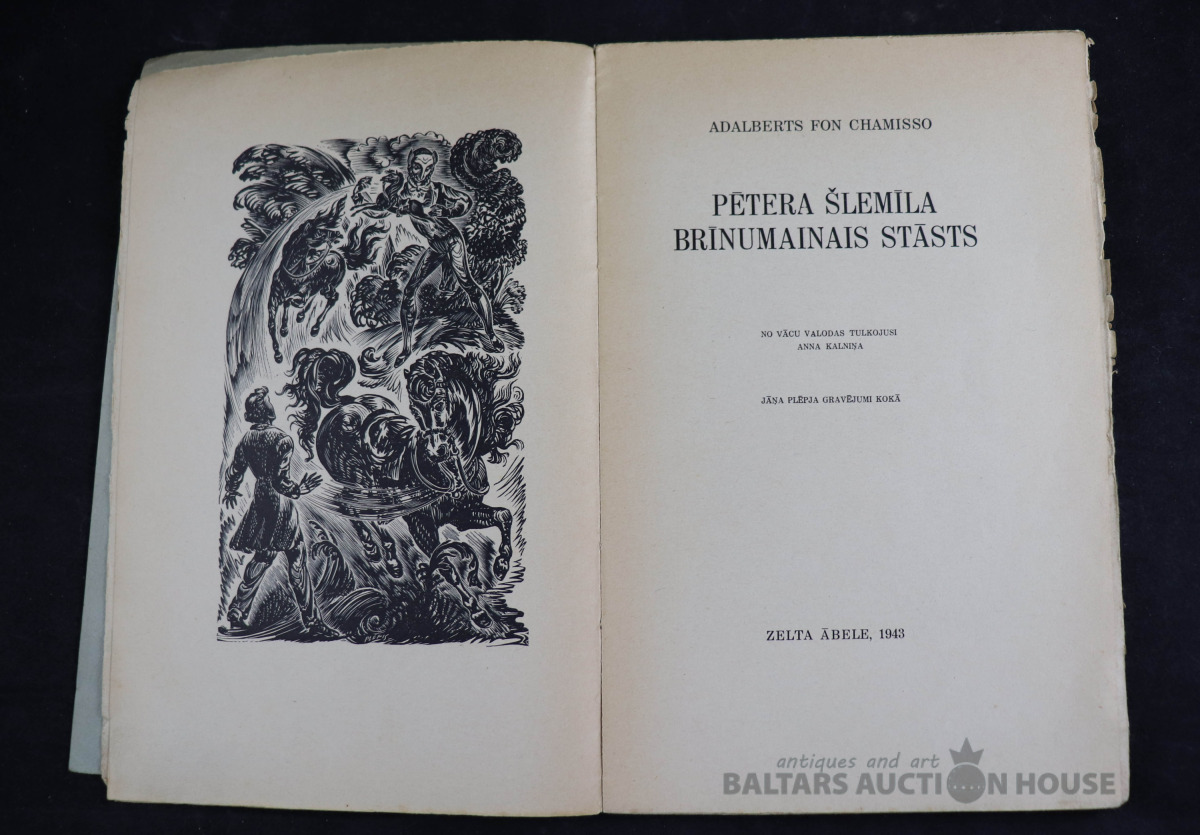 ADALBERTS FON CHAMISSO
PĒTERA ŠLEMĪLA
BRĪNUMAINAIS STĀSTS
NO VĀCU VALODAS TULKOJUSI
ANNA KALNIŅA
JĀŅA PLĒPJA GRAVĒJUMI KOKĀ
ZELTA ĀBELE, 1943
antiques and art
BALTARS AUCTION HOUSE